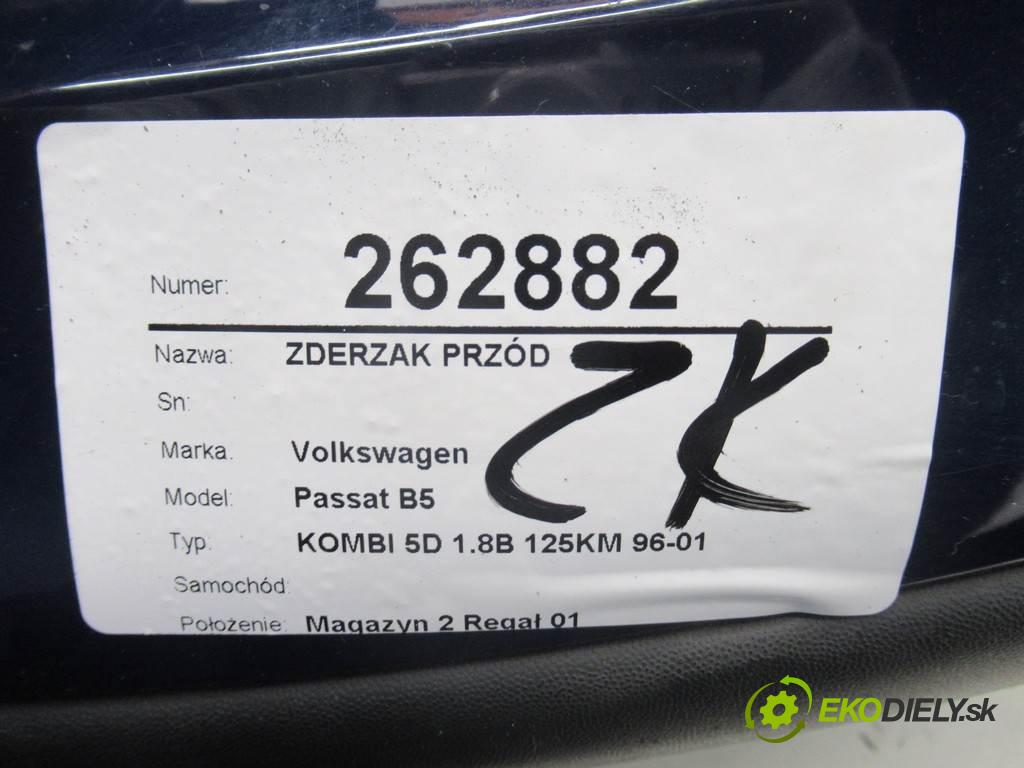 Numer: 262882
Nazwa: ZDERZAK PRZÓD
ZK
Sn:
Marka: Volkswagen
Model: Passat B5
Typ: KOMBI 5D 1.8B 125KM 96-01
Samochód:
Położenie: Magazyn 2 Regał 01
EKODIELY.sk